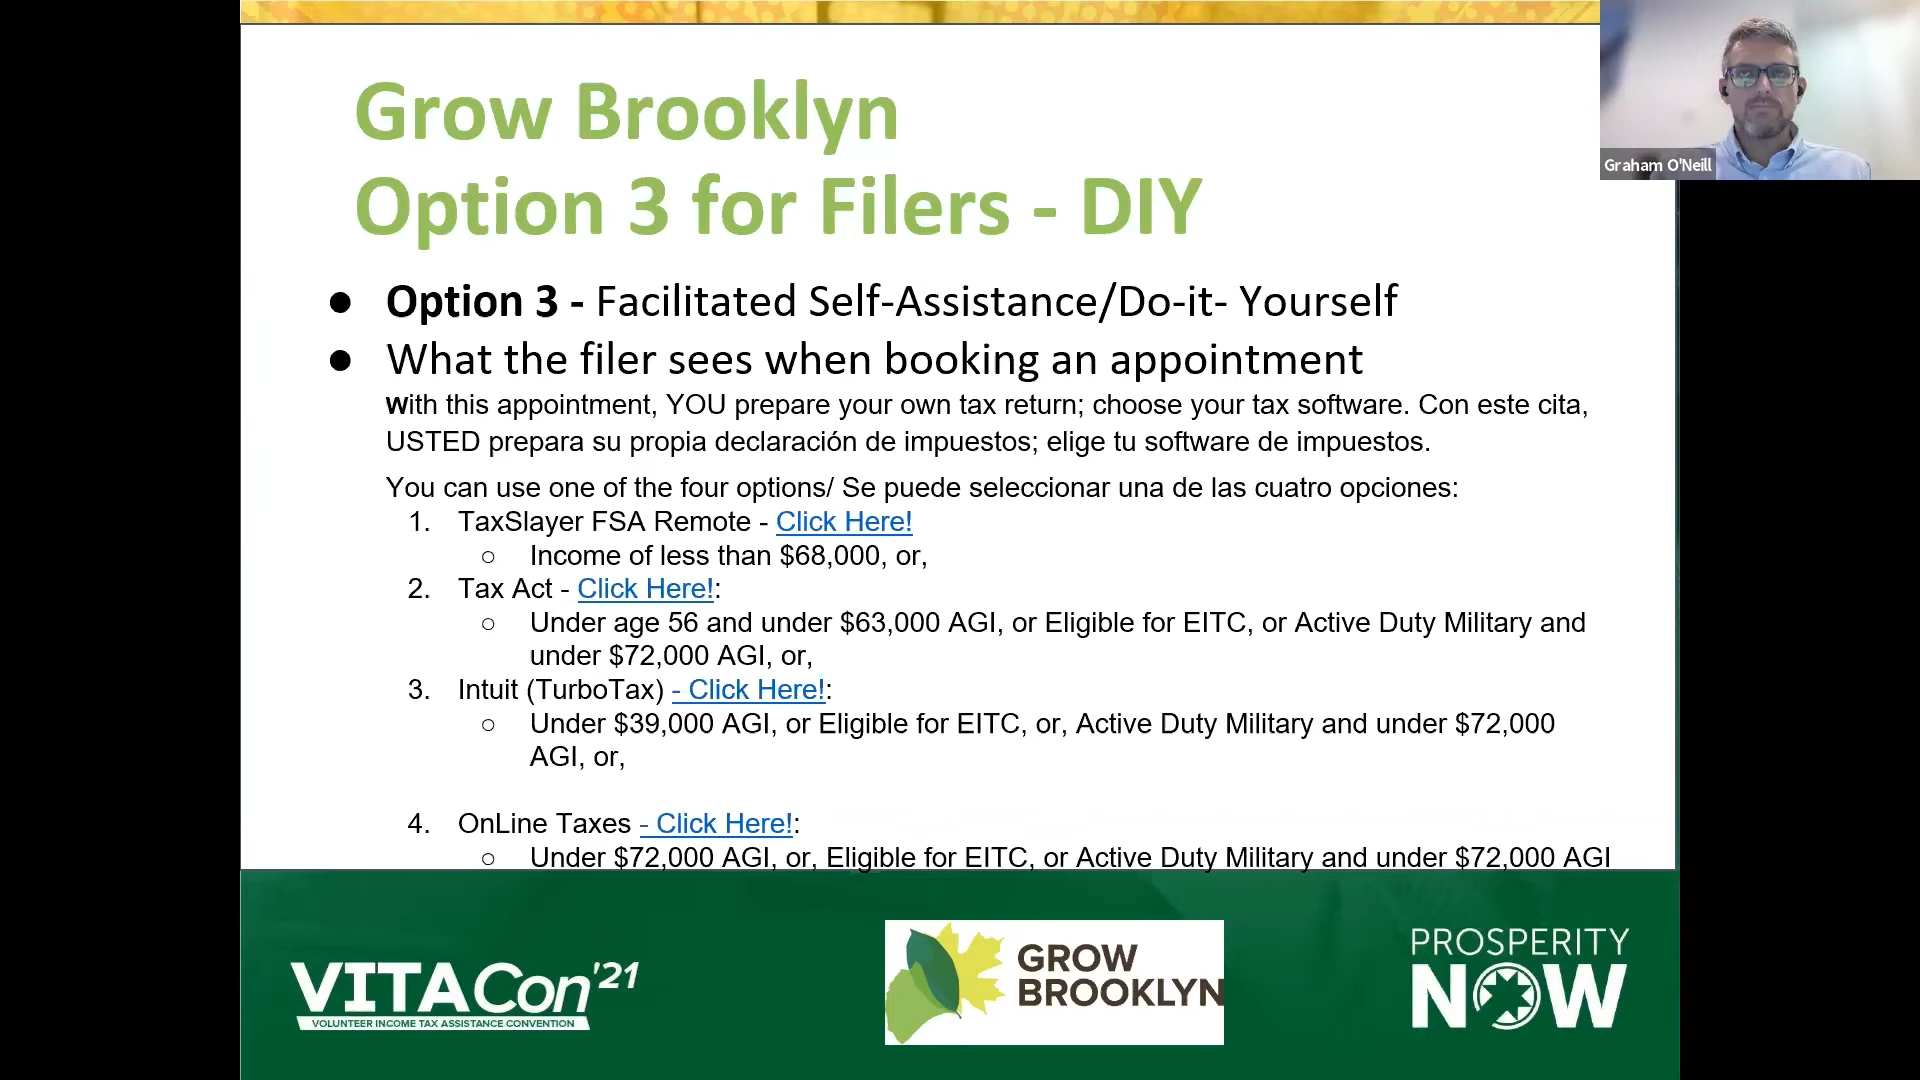 Grow Brooklyn
Option 3 for Filers - DIY
● Option 3 - Facilitated Self-Assistance/Do-it- Yourself
● What the filer sees when booking an appointment
With this appointment, YOU prepare your own tax return; choose your tax software. Con este cita,
USTED prepara su propia declaración de impuestos; elige tu software de impuestos.
You can use one of the four options/ Se puede seleccionar una de las cuatro opciones:
1. TaxSlayer FSA Remote - Click Here!
○ Income of less than $68,000, or,
2. Tax Act - Click Here!:
○ Under age 56 and under $63,000 AGI, or Eligible for EITC, or Active Duty Military and
under $72,000 AGI, or,
3. Intuit (TurboTax) - Click Here!:
○ Under $39,000 AGI, or Eligible for EITC, or, Active Duty Military and under $72,000
AGI, or,
4. OnLine Taxes - Click Here!:
○ Under $72,000 AGI, or, Eligible for EITC, or Active Duty Military and under $72,000 AGI
Graham O'Neill
VITACon'21
VOLUNTEER INCOME TAX ASSISTANCE CONVENTION
GROW
BROOKLYN
PROSPERITY
NOW